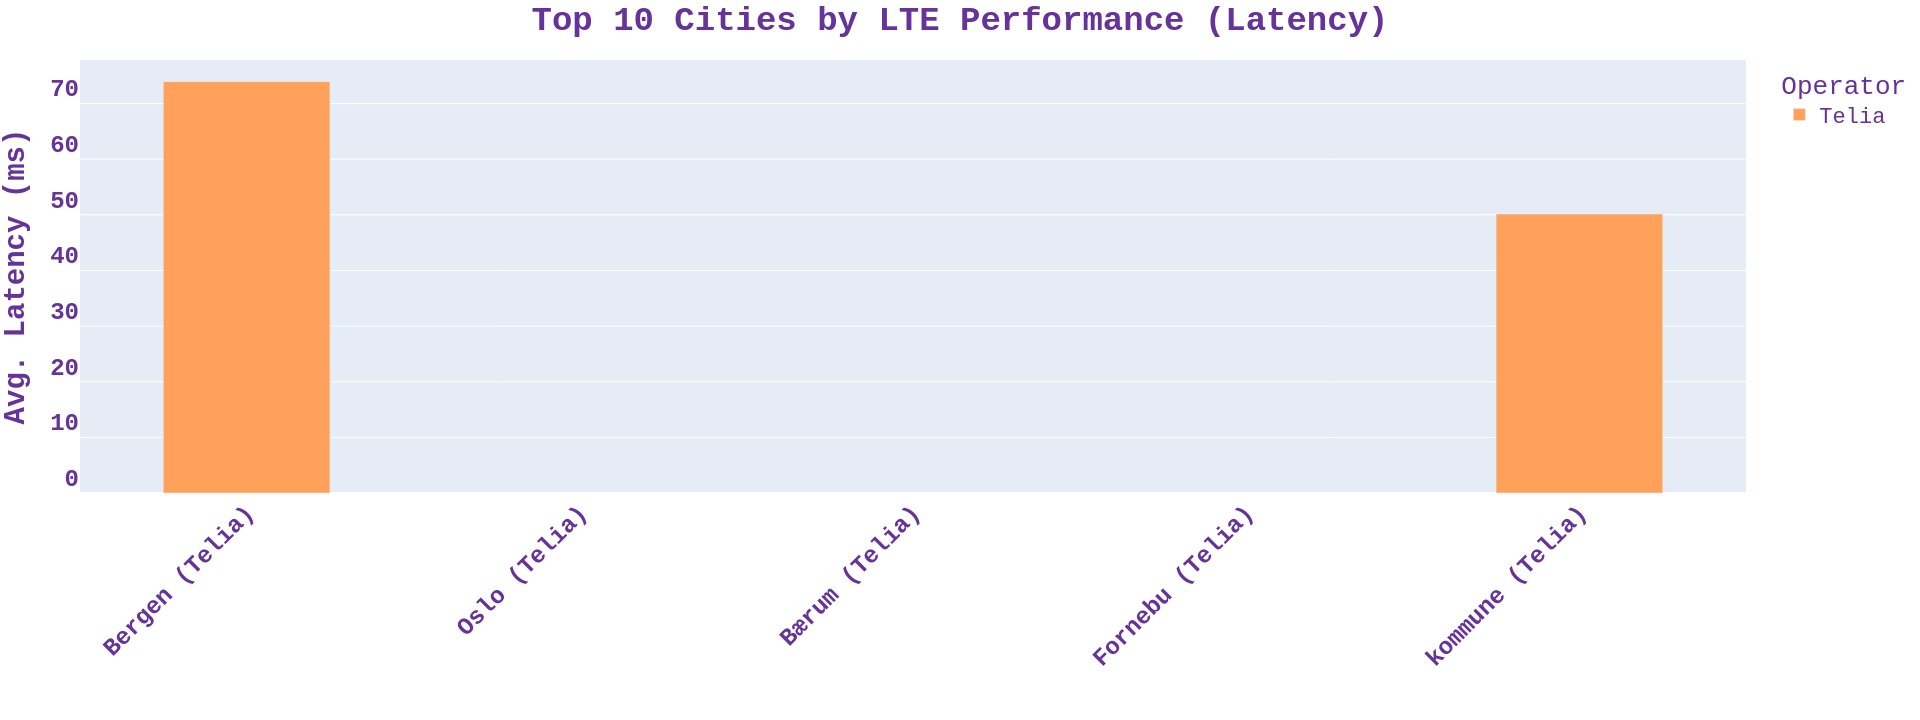 Top 10 Cities by LTE Performance (Latency)
Avg. Latency (ms)
70
60
50
40
30
20
10
0
Bergen (Telia)
Oslo (Telia)
Bærum (Telia)
Fornebu (Telia)
kommune (Telia)
Operator
Telia